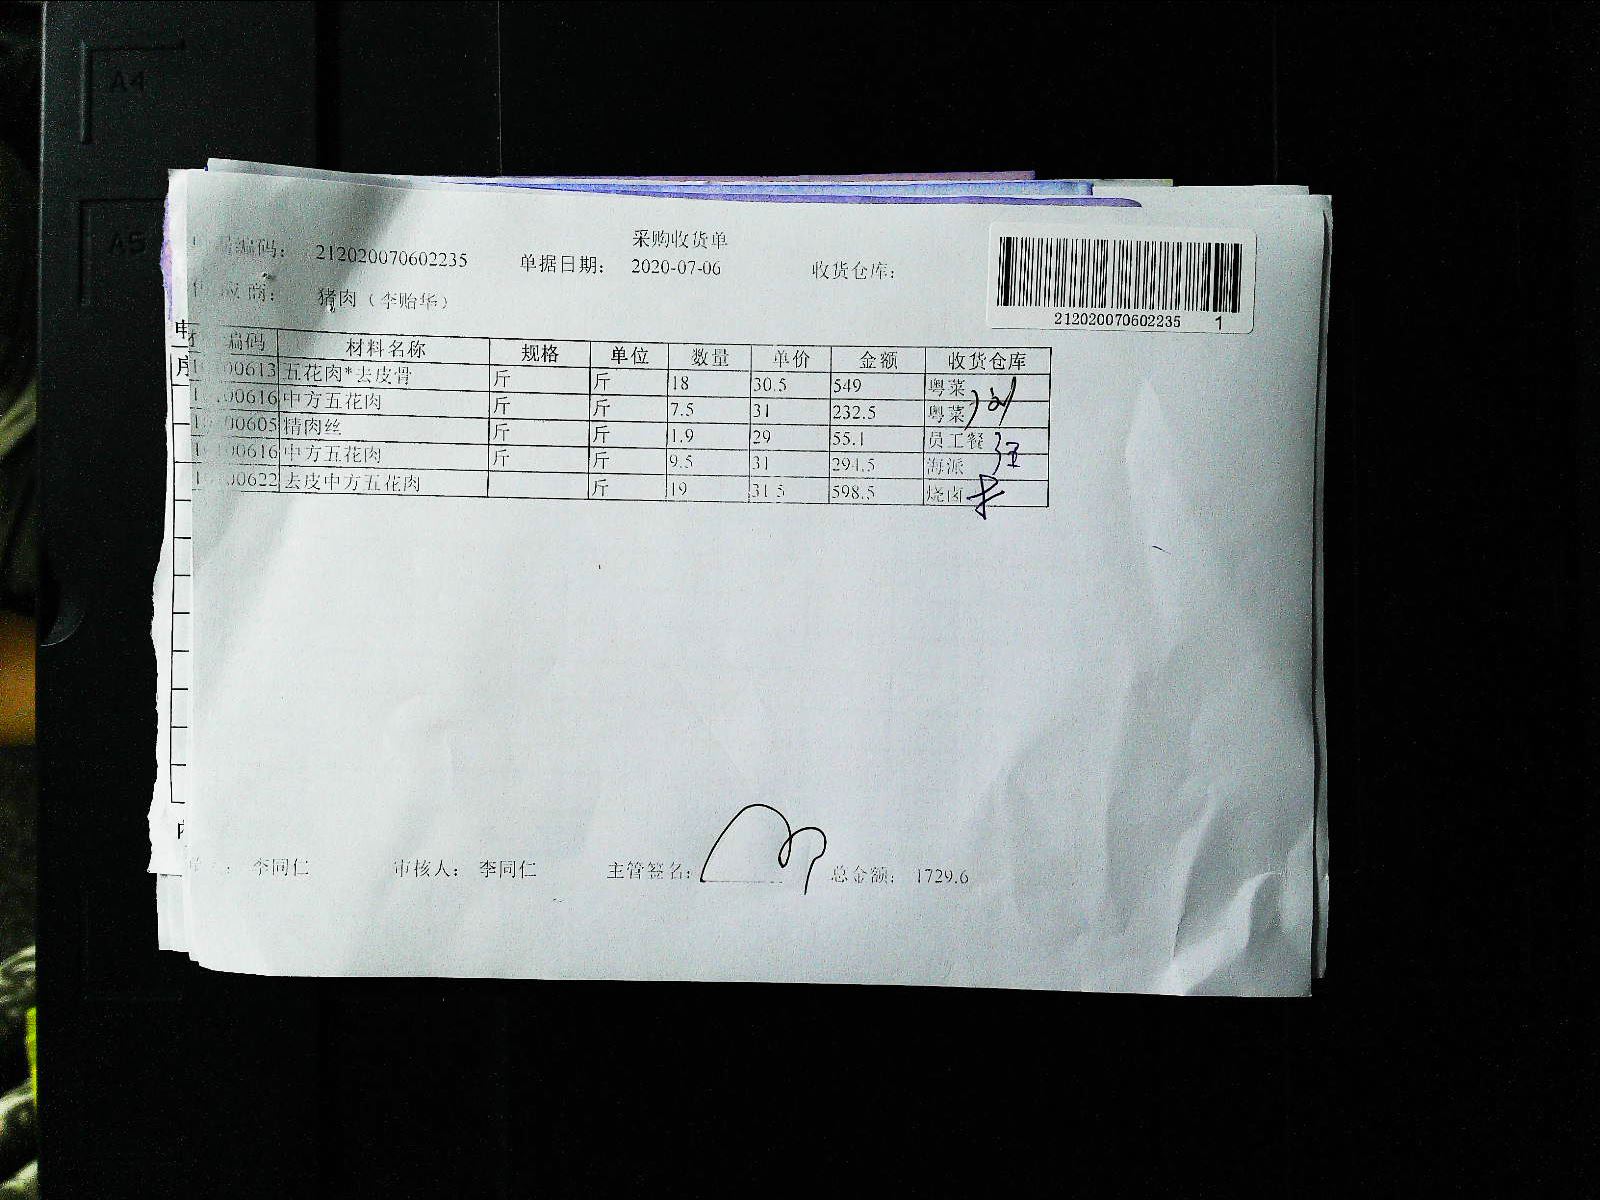 A4
A5
采购收货单
编码： 212020070602235 单据日期： 2020-07-06 收货仓库：
212020070602235 1
应商： 猪肉（李贻华）
编码 材料名称 规格 单位 数量 单价 金额 收货仓库
00613 五花肉*去皮骨 斤 斤 18 30.5 549 粤菜
00616 中方五花肉 斤 斤 7.5 31 232.5 粤菜
00605 精肉丝 斤 斤 1.9 29 55.1 员工餐
00616 中方五花肉 斤 斤 9.5 31 294.5 海派
00622 去皮中方五花肉 斤 19 31.5 598.5 烧卤
李同仁 审核人： 李同仁 主管签名： 总金额： 1729.6